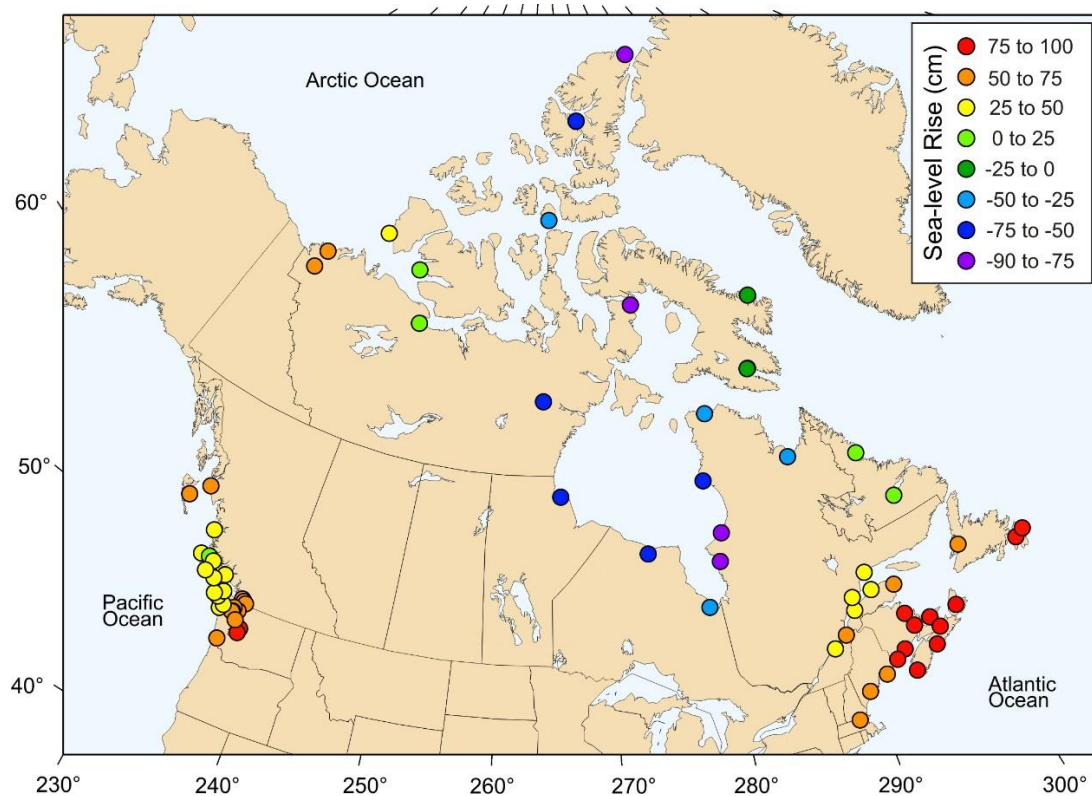 Arctic Ocean
Sea-level Rise (cm)
75 to 100
50 to 75
25 to 50
0 to 25
-25 to 0
-50 to -25
-75 to -50
-90 to -75
60°
50°
40°
Pacific
Ocean
Atlantic
Ocean
230°
240°
250°
260°
270°
280°
290°
300°